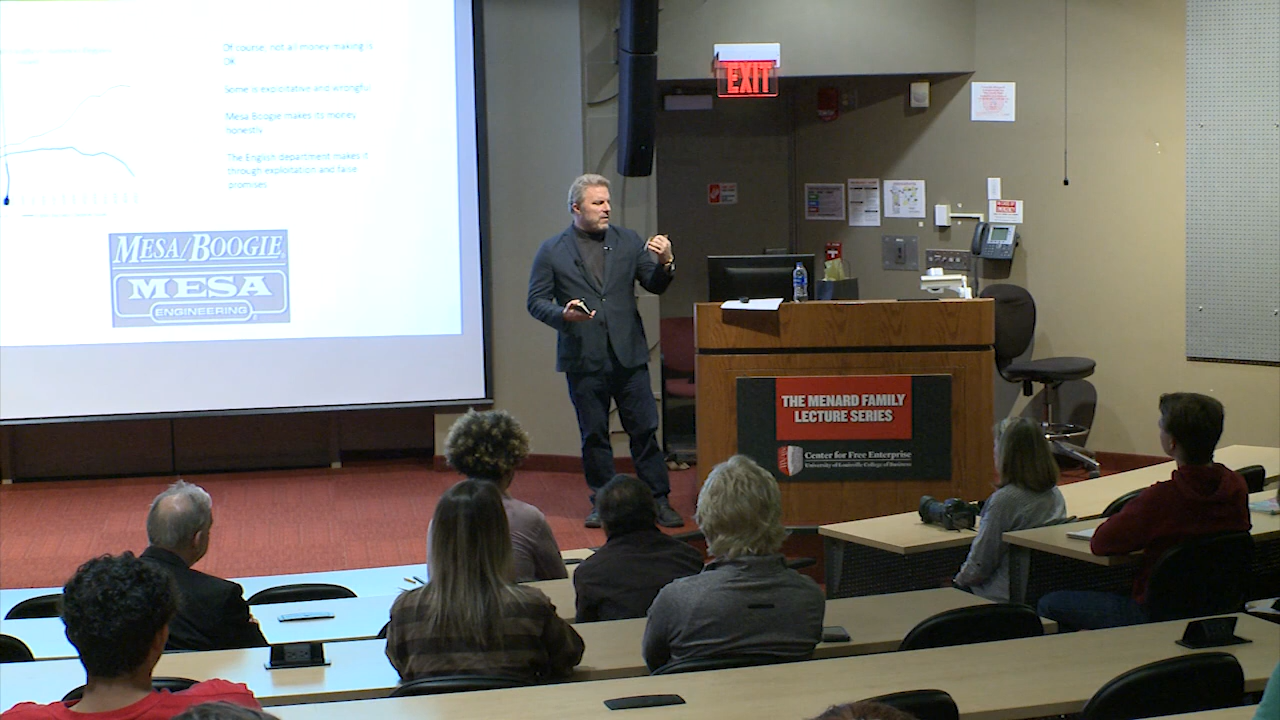 Of course, not all money making is
OK
Some is exploitative and wrongful
Mesa Boogie makes its money
honestly
The English department makes it
through exploitation and false
promises
MESA/BOOGIE
MESA
ENGINEERING
EXIT
THE MENARD FAMILY
LECTURE SERIES
Center for Free Enterprise
University of Louisville College of Business